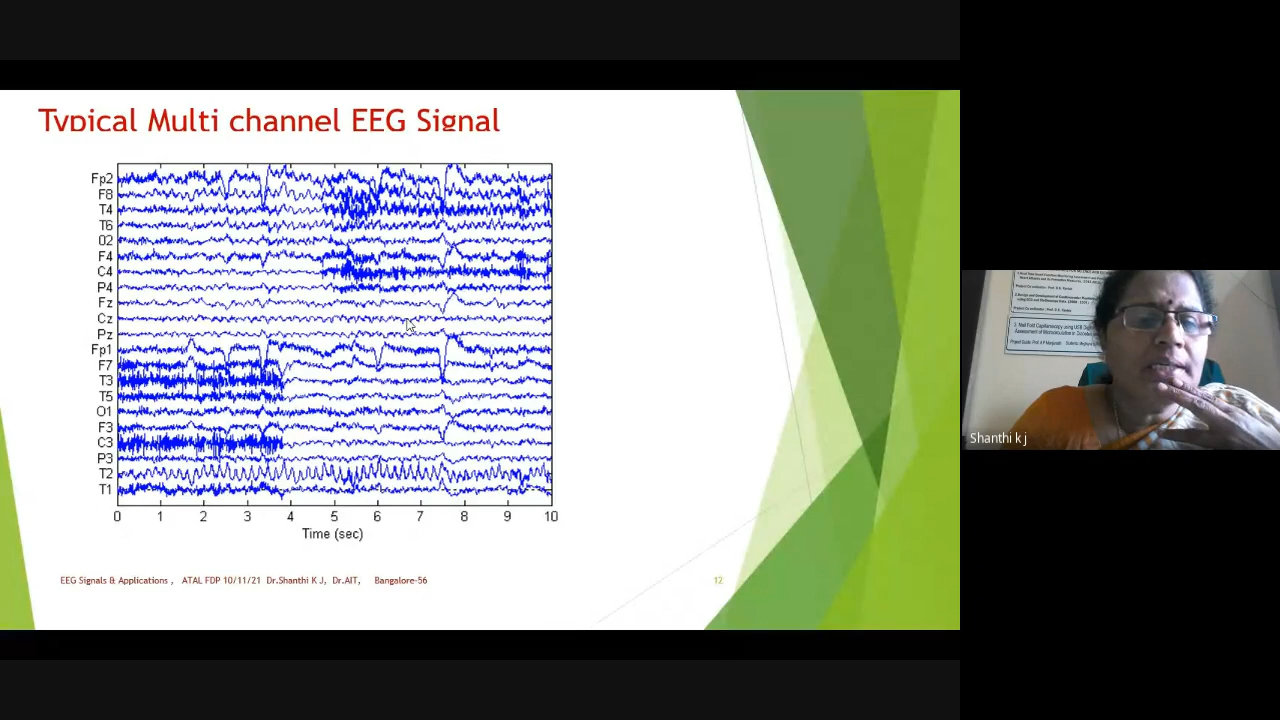 Typical Multi channel EEG Signal
Fp2
F8
T4
T6
O2
F4
C4
P4
Fz
Cz
Pz
Fp1
F7
T3
T5
O1
F3
C3
P3
T2
T1
0 1 2 3 4 5 6 7 8 9 10
Time (sec)
EEG Signals & Applications , ATAL FDP 10/11/21 Dr.Shanthi K J, Dr.AIT, Bangalore-56
12
Shanthi k j